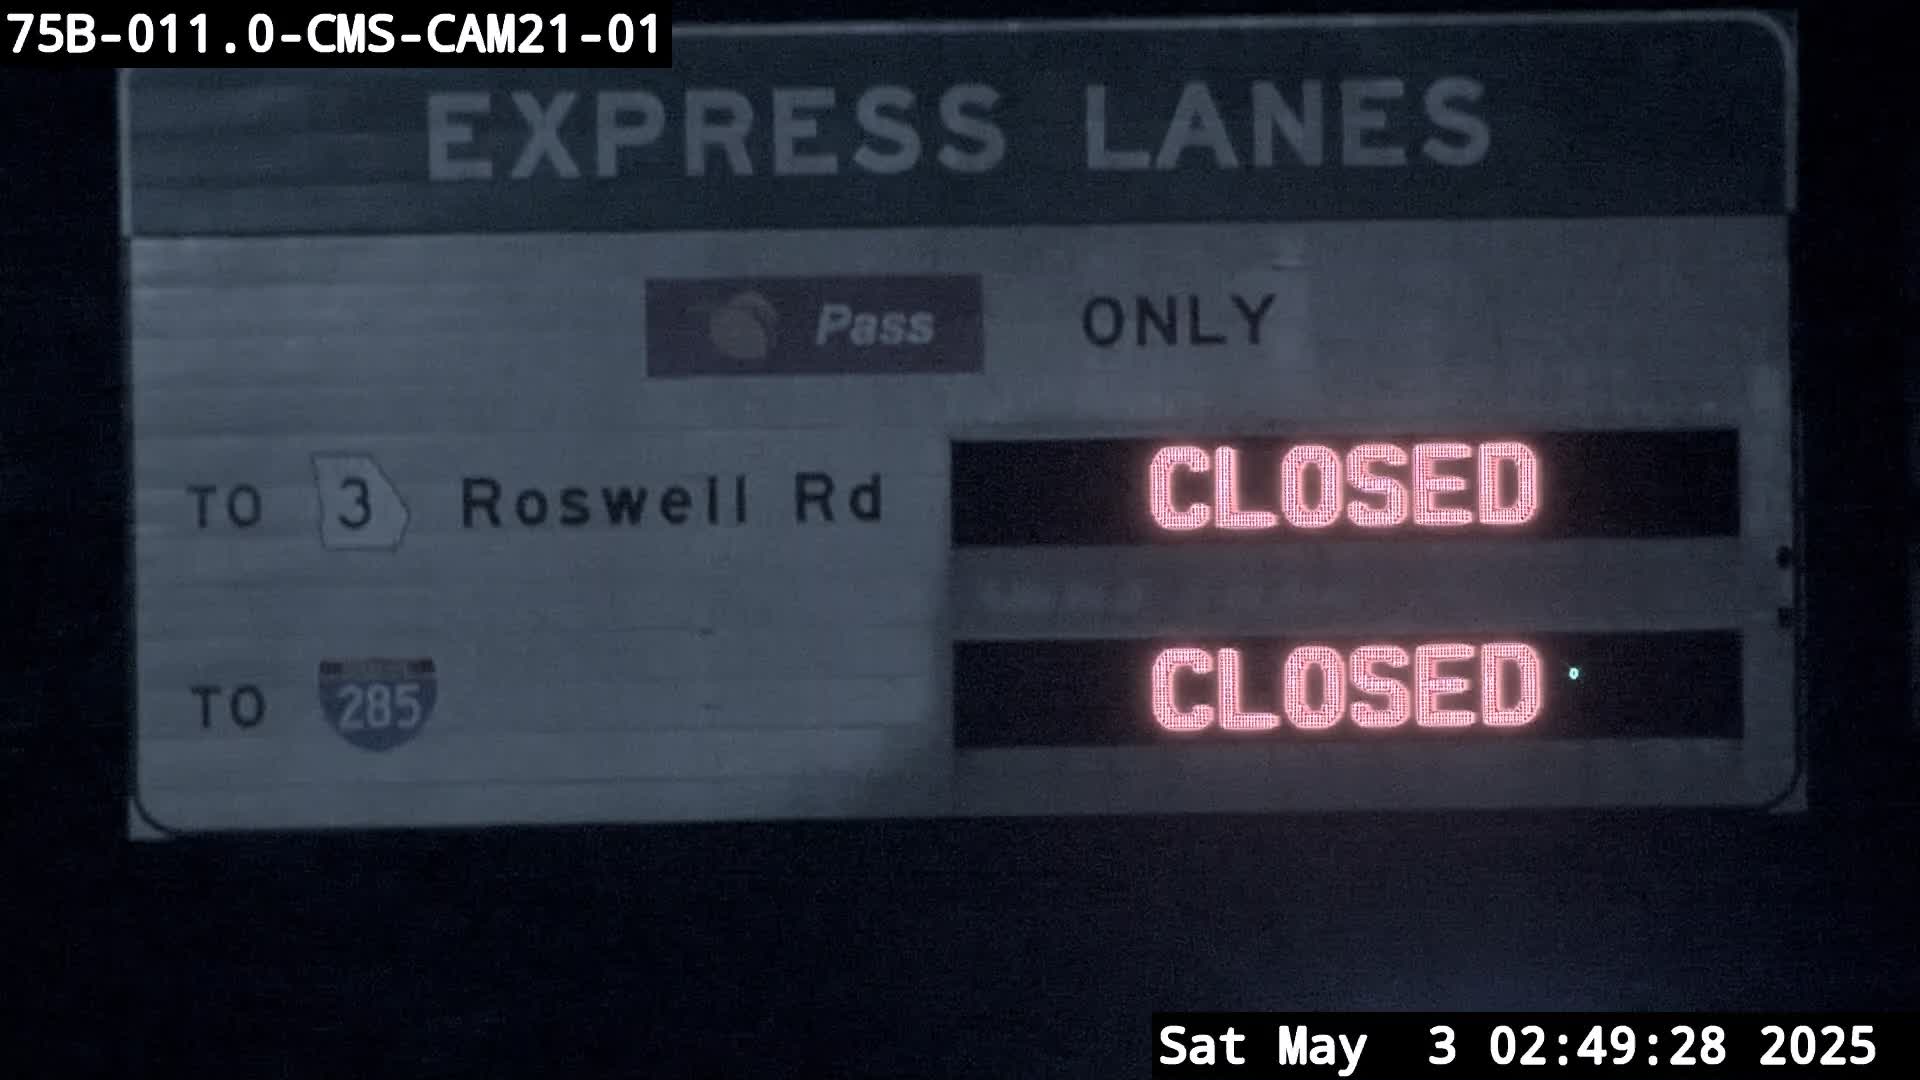 75B-011.0-CMS-CAM21-01
EXPRESS LANES
Pass ONLY
TO 3 Roswell Rd CLOSED
TO 285 CLOSED
Sat May 3 02:49:28 2025